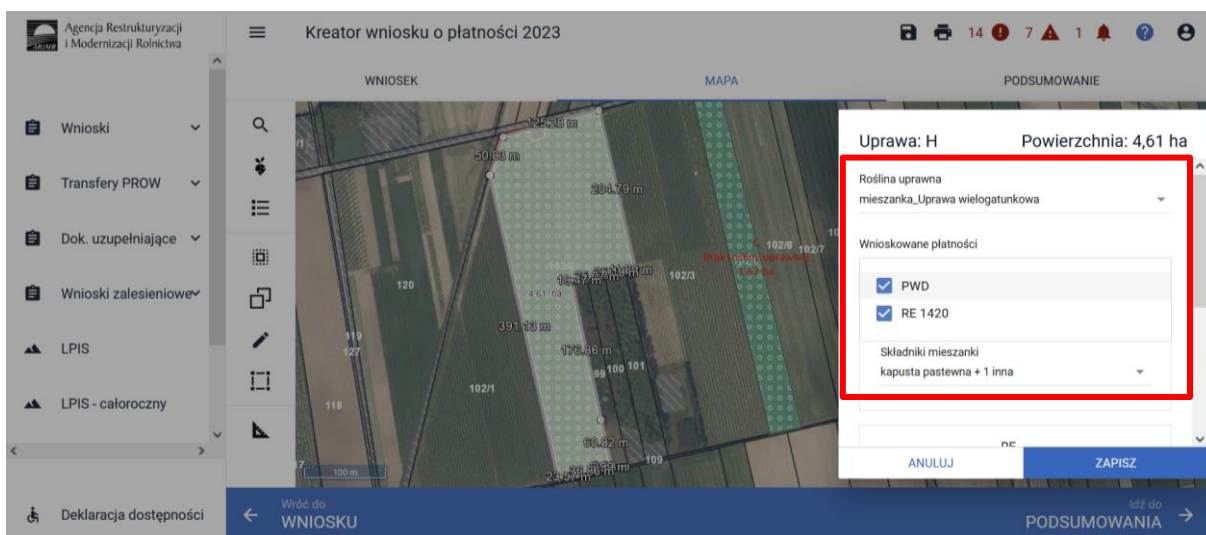 Agencja Restrukturyzacji
i Modernizacji Rolnictwa
ARiMR
Kreator wniosku o płatności 2023
14 7 1
WNIOSEK MAPA PODSUMOWANIE
Wnioski
Transfery PROW
Dok. uzupełniające
Wnioski zalesieniowe
LPIS
LPIS - całoroczny
Deklaracja dostępności
125.28 m
50.83 m
204.79 m
102/8 102/7
102/3
120
4.61 ha
391.13 m
119
127
176.86 m
99 100 101
102/1
118
60.92 m
109
100 m
Uprawa: H Powierzchnia: 4,61 ha
Roślina uprawna
mieszanka_Uprawa wielogatunkowa
Wnioskowane płatności
PWD
RE 1420
Składniki mieszanki
kapusta pastewna + 1 inna
RE
ANULUJ ZAPISZ
Wróć do
WNIOSKU
Idź do
PODSUMOWANIA